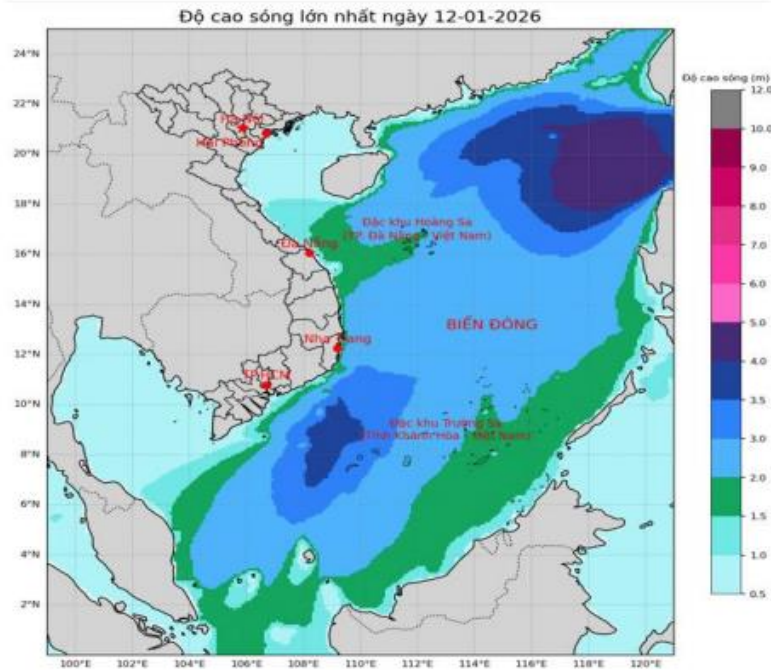 Độ cao sóng lớn nhất ngày 12-01-2026
24°N
22°N
20°N
18°N
16°N
14°N
12°N
10°N
8°N
6°N
4°N
2°N
Hà Nội
Hải Phòng
Đặc khu Hoàng Sa
(TP. Đà Nẵng - Việt Nam)
Đà Nẵng
BIỂN ĐÔNG
Nha Trang
TP.HCM
Đặc khu Trường Sa
(Tỉnh Khánh Hòa - Việt Nam)
100°E 102°E 104°E 106°E 108°E 110°E 112°E 114°E 116°E 118°E 120°E
Độ cao sóng (m)
12.0
10.0
9.0
8.0
7.0
6.0
5.0
4.0
3.0
2.0
1.5
1.0
0.5